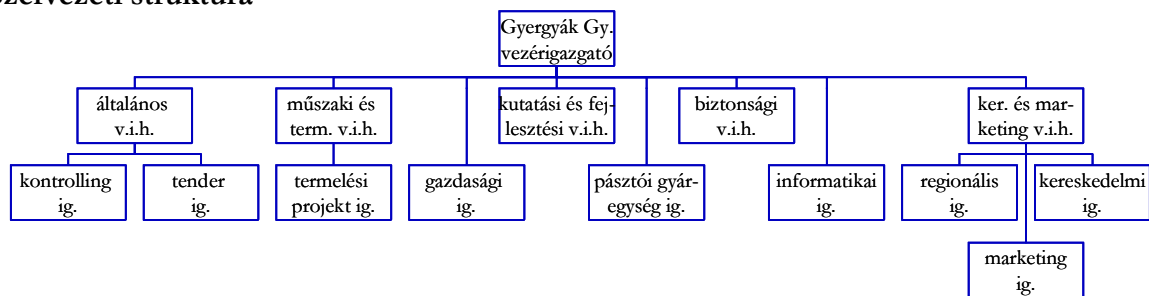 szervezeti struktúra
Gyergyák Gy.
vezérigazgató
általános
v.i.h.
műszaki és
term. v.i.h.
kutatási és fej-
lesztési v.i.h.
biztonsági
v.i.h.
ker. és mar-
keting v.i.h.
kontrolling
ig.
tender
ig.
termelési
projekt ig.
gazdasági
ig.
pásztói gyár-
egység ig.
informatikai
ig.
regionális
ig.
kereskedelmi
ig.
marketing
ig.